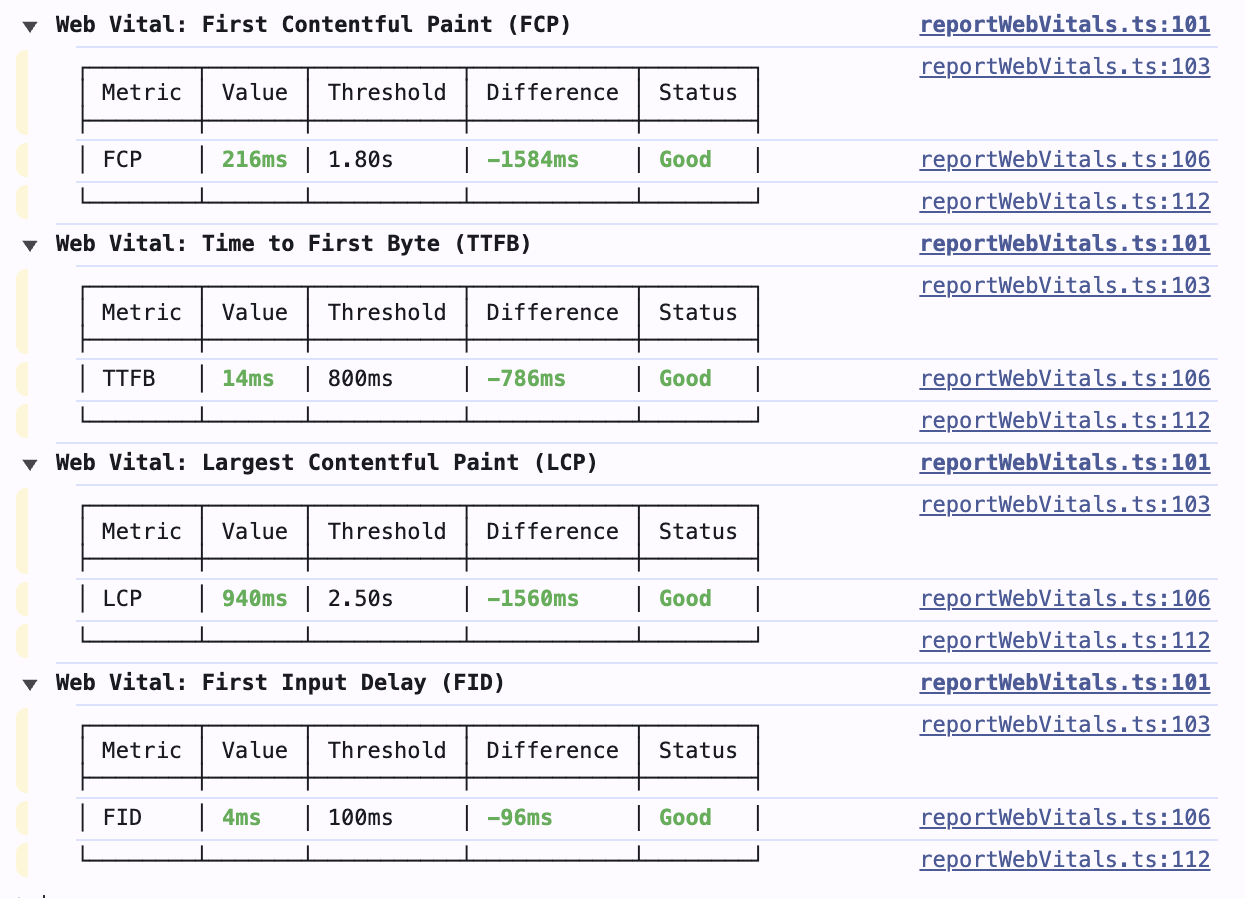 ▼ Web Vital: First Contentful Paint (FCP) reportWebVitals.ts:101
reportWebVitals.ts:103
Metric | Value | Threshold | Difference | Status
| FCP | 216ms | 1.80s | -1584ms | Good | reportWebVitals.ts:106
reportWebVitals.ts:112
▼ Web Vital: Time to First Byte (TTFB) reportWebVitals.ts:101
reportWebVitals.ts:103
Metric | Value | Threshold | Difference | Status
| TTFB | 14ms | 800ms | -786ms | Good | reportWebVitals.ts:106
reportWebVitals.ts:112
▼ Web Vital: Largest Contentful Paint (LCP) reportWebVitals.ts:101
reportWebVitals.ts:103
Metric | Value | Threshold | Difference | Status
| LCP | 940ms | 2.50s | -1560ms | Good | reportWebVitals.ts:106
reportWebVitals.ts:112
▼ Web Vital: First Input Delay (FID) reportWebVitals.ts:101
reportWebVitals.ts:103
Metric | Value | Threshold | Difference | Status
| FID | 4ms | 100ms | -96ms | Good | reportWebVitals.ts:106
reportWebVitals.ts:112